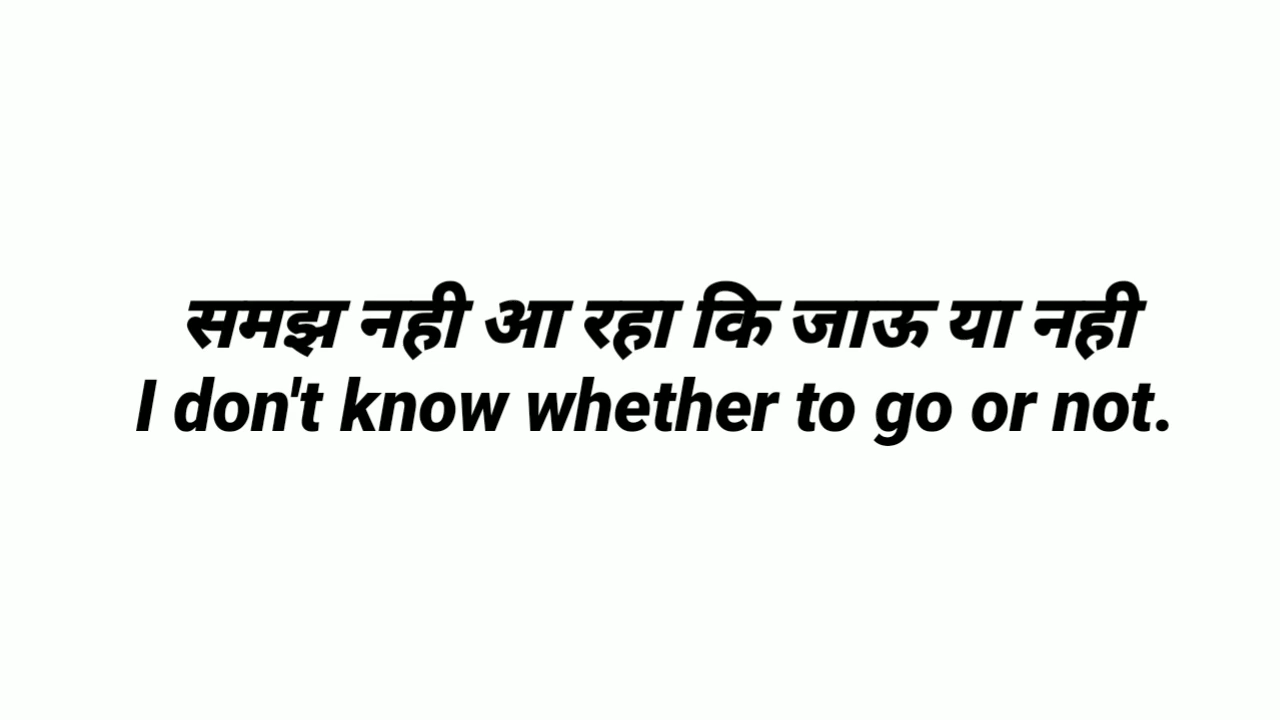 समझ नही आ रहा कि जाऊ या नही
I don't know whether to go or not.